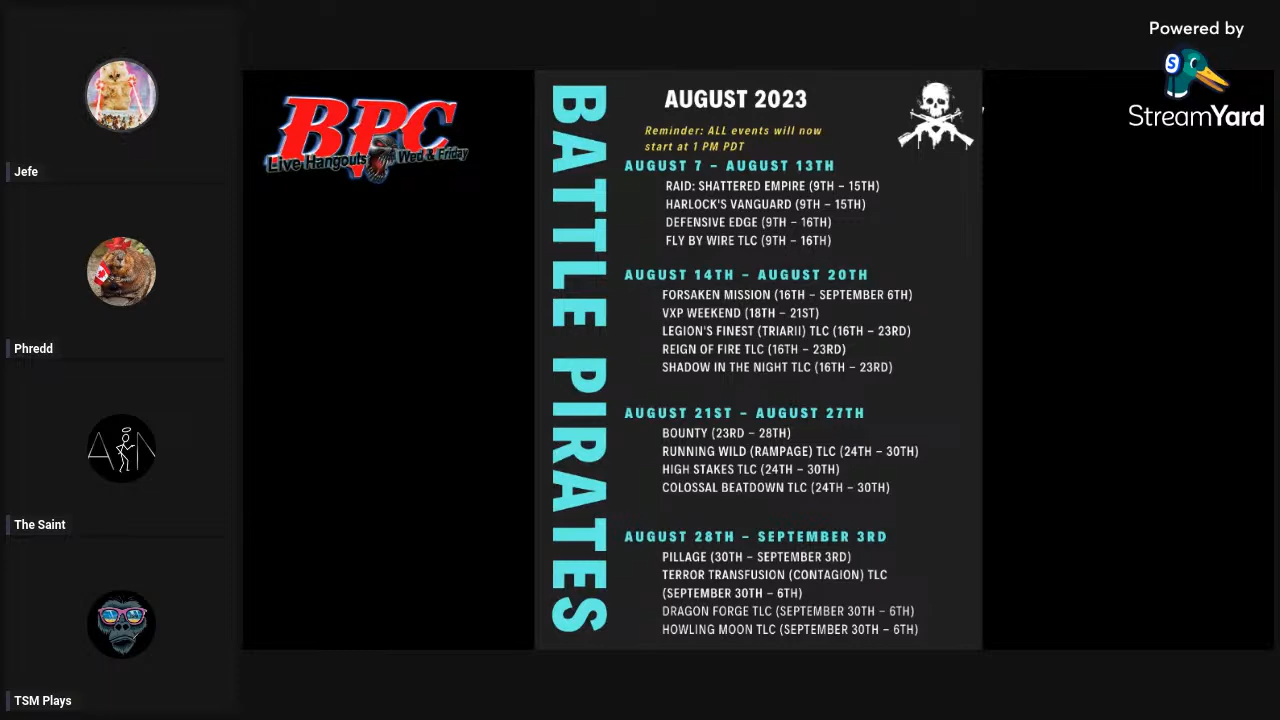 Powered by
StreamYard
Jefe
Phredd
The Saint
TSM Plays
BPC
Live Hangouts Wed & Friday
BATTLE PIRATES
AUGUST 2023
Reminder: ALL events will now
start at 1 PM PDT
AUGUST 7 – AUGUST 13TH
RAID: SHATTERED EMPIRE (9TH – 15TH)
HARLOCK'S VANGUARD (9TH – 15TH)
DEFENSIVE EDGE (9TH – 16TH)
FLY BY WIRE TLC (9TH – 16TH)
AUGUST 14TH – AUGUST 20TH
FORSAKEN MISSION (16TH – SEPTEMBER 6TH)
VXP WEEKEND (18TH – 21ST)
LEGION'S FINEST (TRIARII) TLC (16TH – 23RD)
REIGN OF FIRE TLC (16TH – 23RD)
SHADOW IN THE NIGHT TLC (16TH – 23RD)
AUGUST 21ST – AUGUST 27TH
BOUNTY (23RD – 28TH)
RUNNING WILD (RAMPAGE) TLC (24TH – 30TH)
HIGH STAKES TLC (24TH – 30TH)
COLOSSAL BEATDOWN TLC (24TH – 30TH)
AUGUST 28TH – SEPTEMBER 3RD
PILLAGE (30TH – SEPTEMBER 3RD)
TERROR TRANSFUSION (CONTAGION) TLC
(SEPTEMBER 30TH – 6TH)
DRAGON FORGE TLC (SEPTEMBER 30TH – 6TH)
HOWLING MOON TLC (SEPTEMBER 30TH – 6TH)